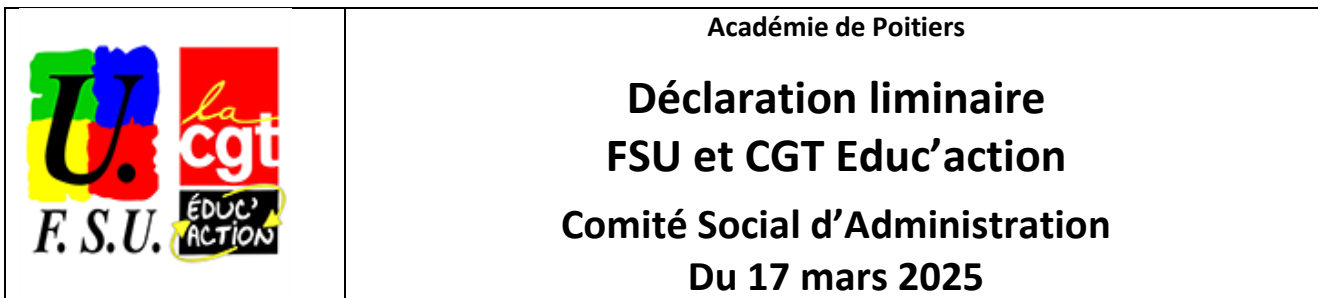 U.
F. S.U.
la
cgt
ÉDUC'
ACTION
Académie de Poitiers
Déclaration liminaire
FSU et CGT Educ’action
Comité Social d’Administration
Du 17 mars 2025